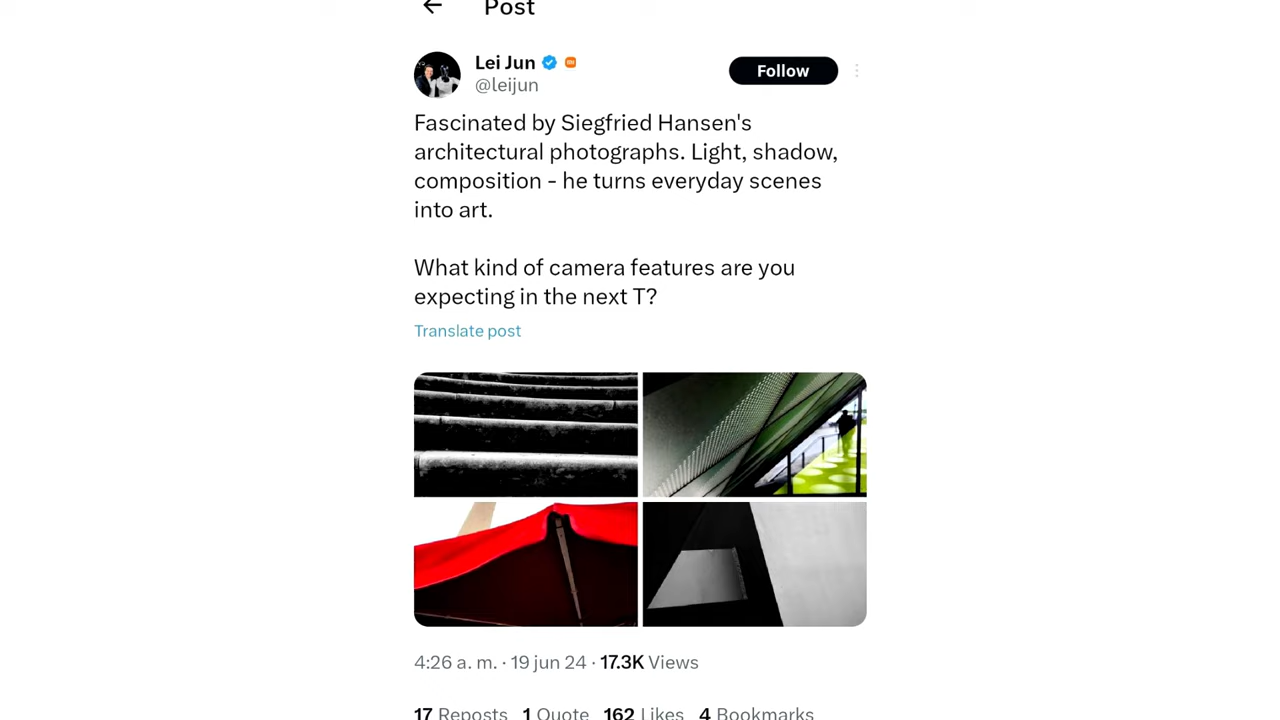 Post
Lei Jun
@leijun
Follow
Fascinated by Siegfried Hansen's
architectural photographs. Light, shadow,
composition - he turns everyday scenes
into art.
What kind of camera features are you
expecting in the next T?
Translate post
4:26 a. m. · 19 jun 24 · 17.3K Views
17 Reposts 1 Quote 162 Likes 4 Bookmarks